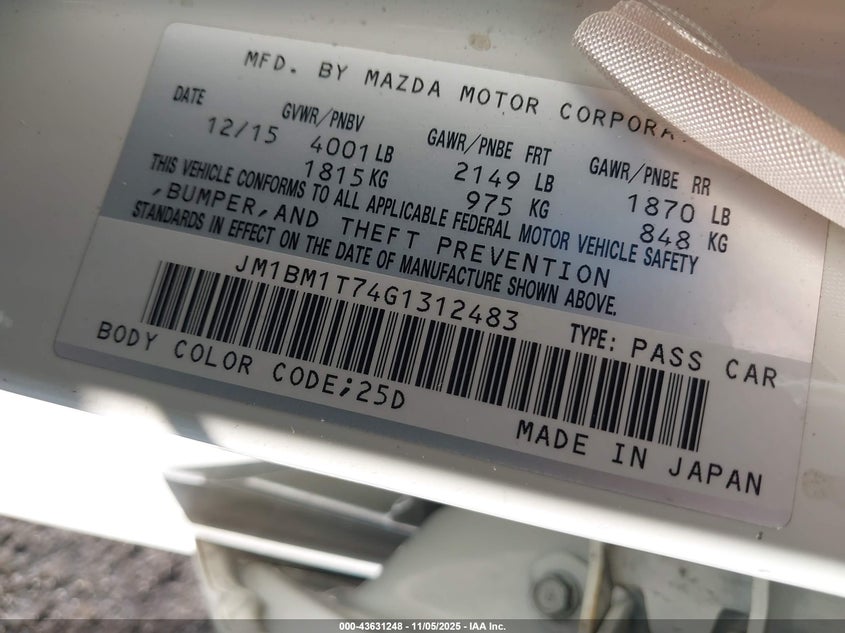 MFD. BY MAZDA MOTOR CORPORA
DATE GVWR/PNBV GAWR/PNBE FRT GAWR/PNBE RR
12/15 4001 LB 2149 LB 1870 LB
1815 KG 975 KG 848 KG
THIS VEHICLE CONFORMS TO ALL APPLICABLE FEDERAL MOTOR VEHICLE SAFETY
,BUMPER,AND THEFT PREVENTION
STANDARDS IN EFFECT ON THE DATE OF MANUFACTURE SHOWN ABOVE.
JM1BM1T74G1312483 TYPE: PASS CAR
BODY COLOR CODE;25D
MADE IN JAPAN
000-43631248 - 11/05/2025 - IAA Inc.